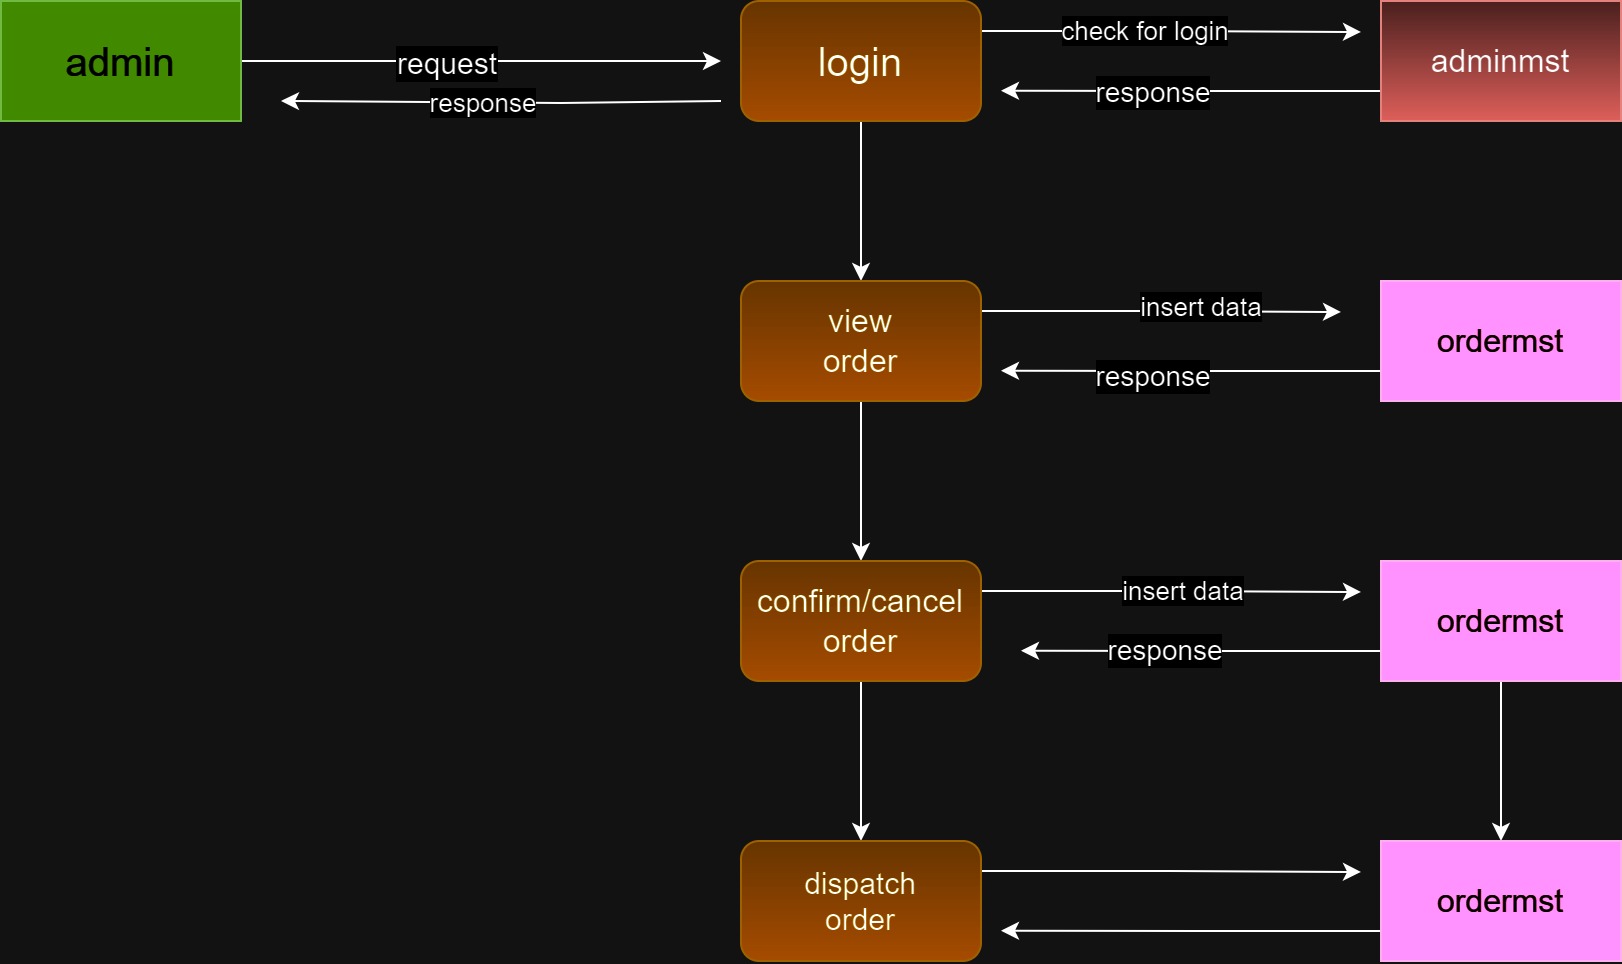 admin
request
response
login
check for login
response
adminmst
view
order
insert data
response
ordermst
confirm/cancel
order
insert data
response
ordermst
dispatch
order
ordermst